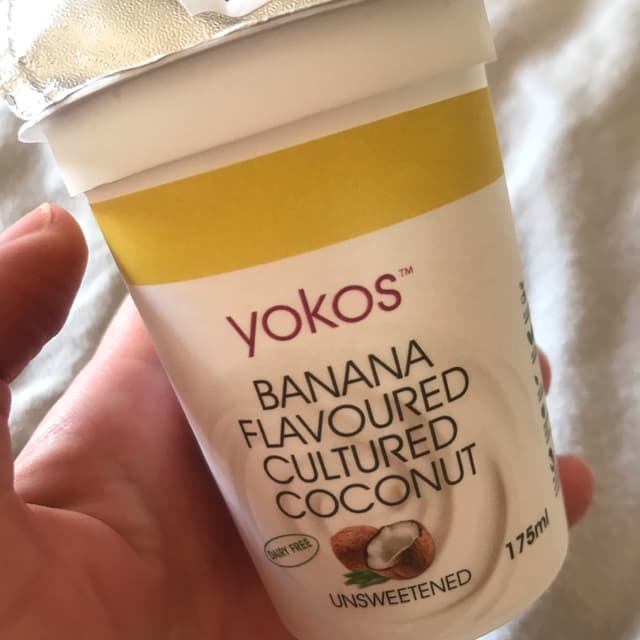 yokos™
BANANA
FLAVOURED
CULTURED
COCONUT
DAIRY FREE
175ml
UNSWEETENED